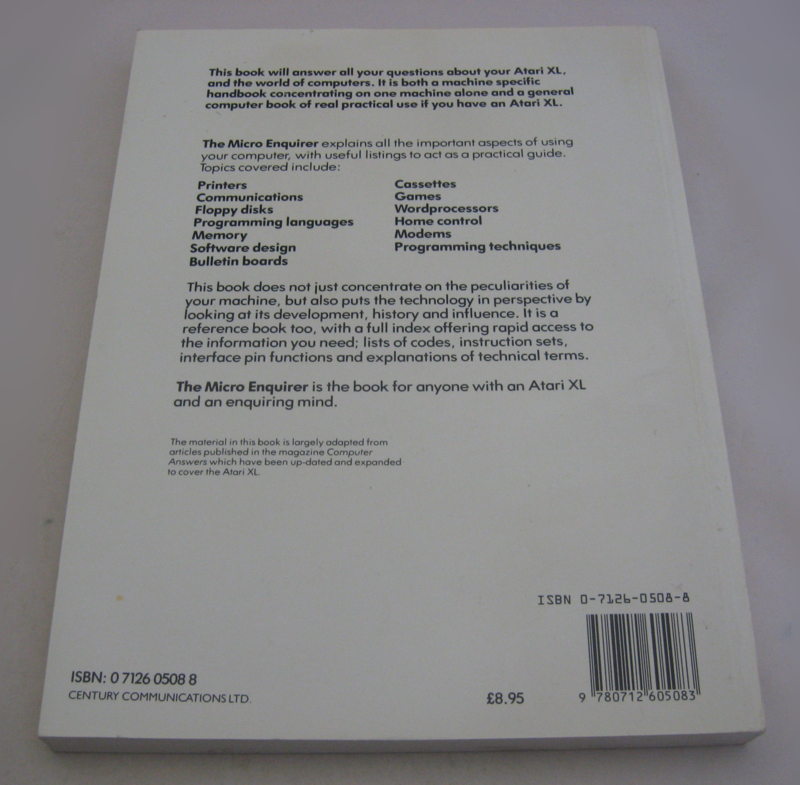 This book will answer all your questions about your Atari XL,
and the world of computers. It is both a machine specific
handbook concentrating on one machine alone and a general
computer book of real practical use if you have an Atari XL.
The Micro Enquirer explains all the important aspects of using
your computer, with useful listings to act as a practical guide.
Topics covered include:
Printers
Communications
Floppy disks
Programming languages
Memory
Software design
Bulletin boards
Cassettes
Games
Wordprocessors
Home control
Modems
Programming techniques
This book does not just concentrate on the peculiarities of
your machine, but also puts the technology in perspective by
looking at its development, history and influence. It is a
reference book too, with a full index offering rapid access to
the information you need; lists of codes, instruction sets,
interface pin functions and explanations of technical terms.
The Micro Enquirer is the book for anyone with an Atari XL
and an enquiring mind.
The material in this book is largely adapted from
articles published in the magazine Computer
Answers which have been up-dated and expanded
to cover the Atari XL.
ISBN 0-7126-0508-8
9 780712 605083
ISBN: 0 7126 0508 8
CENTURY COMMUNICATIONS LTD.
£8.95